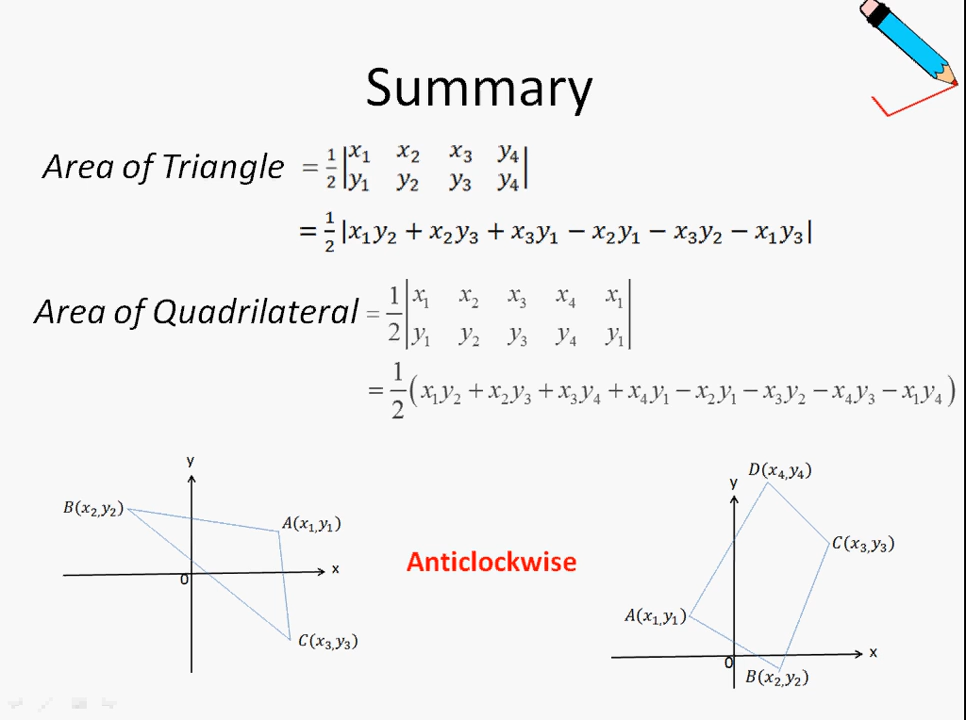 Summary
Area of Triangle = 1/2 |x₁ x₂ x₃ y₄|
|y₁ y₂ y₃ y₄|
= 1/2 |x₁y₂ + x₂y₃ + x₃y₁ − x₂y₁ − x₃y₂ − x₁y₃|
Area of Quadrilateral = 1/2 |x₁ x₂ x₃ x₄ x₁|
|y₁ y₂ y₃ y₄ y₁|
= 1/2 (x₁y₂ + x₂y₃ + x₃y₄ + x₄y₁ − x₂y₁ − x₃y₂ − x₄y₃ − x₁y₄)
y
B(x₂,y₂)
A(x₁,y₁)
x
0
C(x₃,y₃)
Anticlockwise
D(x₄,y₄)
y
C(x₃,y₃)
A(x₁,y₁)
x
0
B(x₂,y₂)